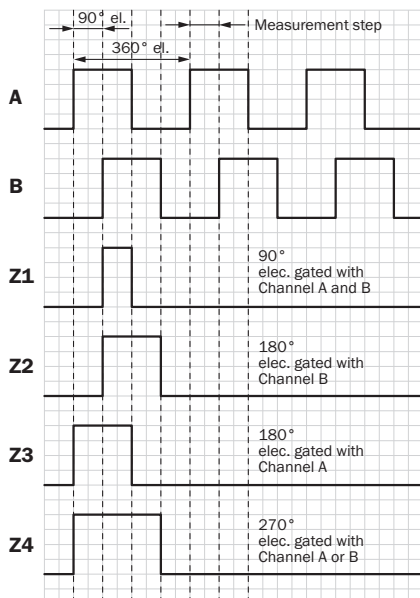 90° el.
Measurement step
360° el.
A
B
Z1
90°
elec. gated with
Channel A and B
Z2
180°
elec. gated with
Channel B
Z3
180°
elec. gated with
Channel A
Z4
270°
elec. gated with
Channel A or B